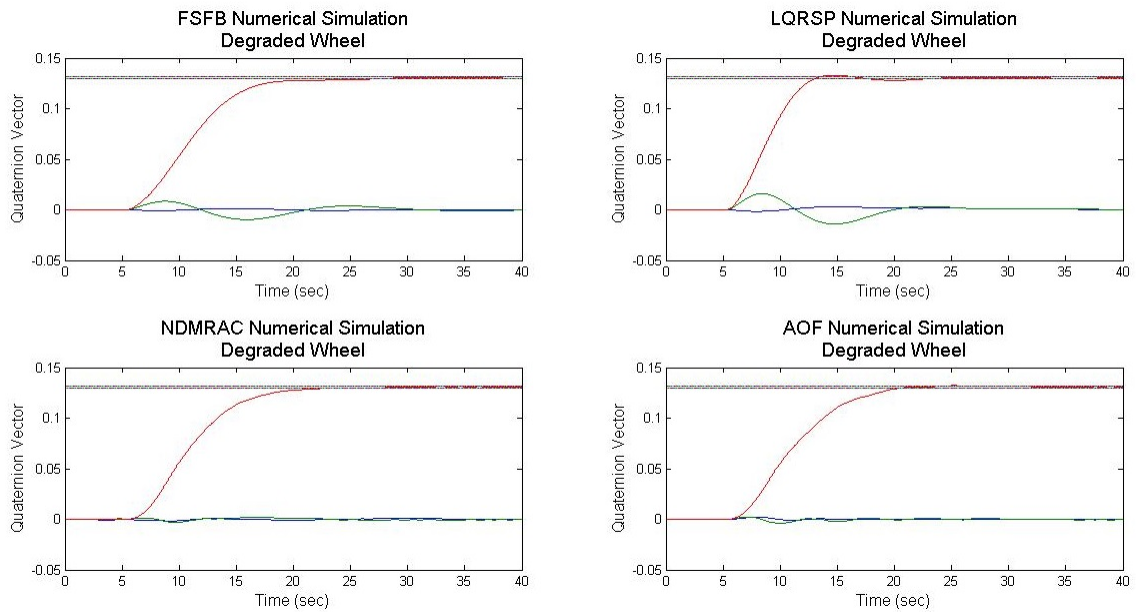 FSFB Numerical Simulation
Degraded Wheel
0.15
0.1
0.05
0
-0.05
Quaternion Vector
0 5 10 15 20 25 30 35 40
Time (sec)
LQRSP Numerical Simulation
Degraded Wheel
0.15
0.1
0.05
0
-0.05
Quaternion Vector
0 5 10 15 20 25 30 35 40
Time (sec)
NDMRAC Numerical Simulation
Degraded Wheel
0.15
0.1
0.05
0
-0.05
Quaternion Vector
0 5 10 15 20 25 30 35 40
Time (sec)
AOF Numerical Simulation
Degraded Wheel
0.15
0.1
0.05
0
-0.05
Quaternion Vector
0 5 10 15 20 25 30 35 40
Time (sec)